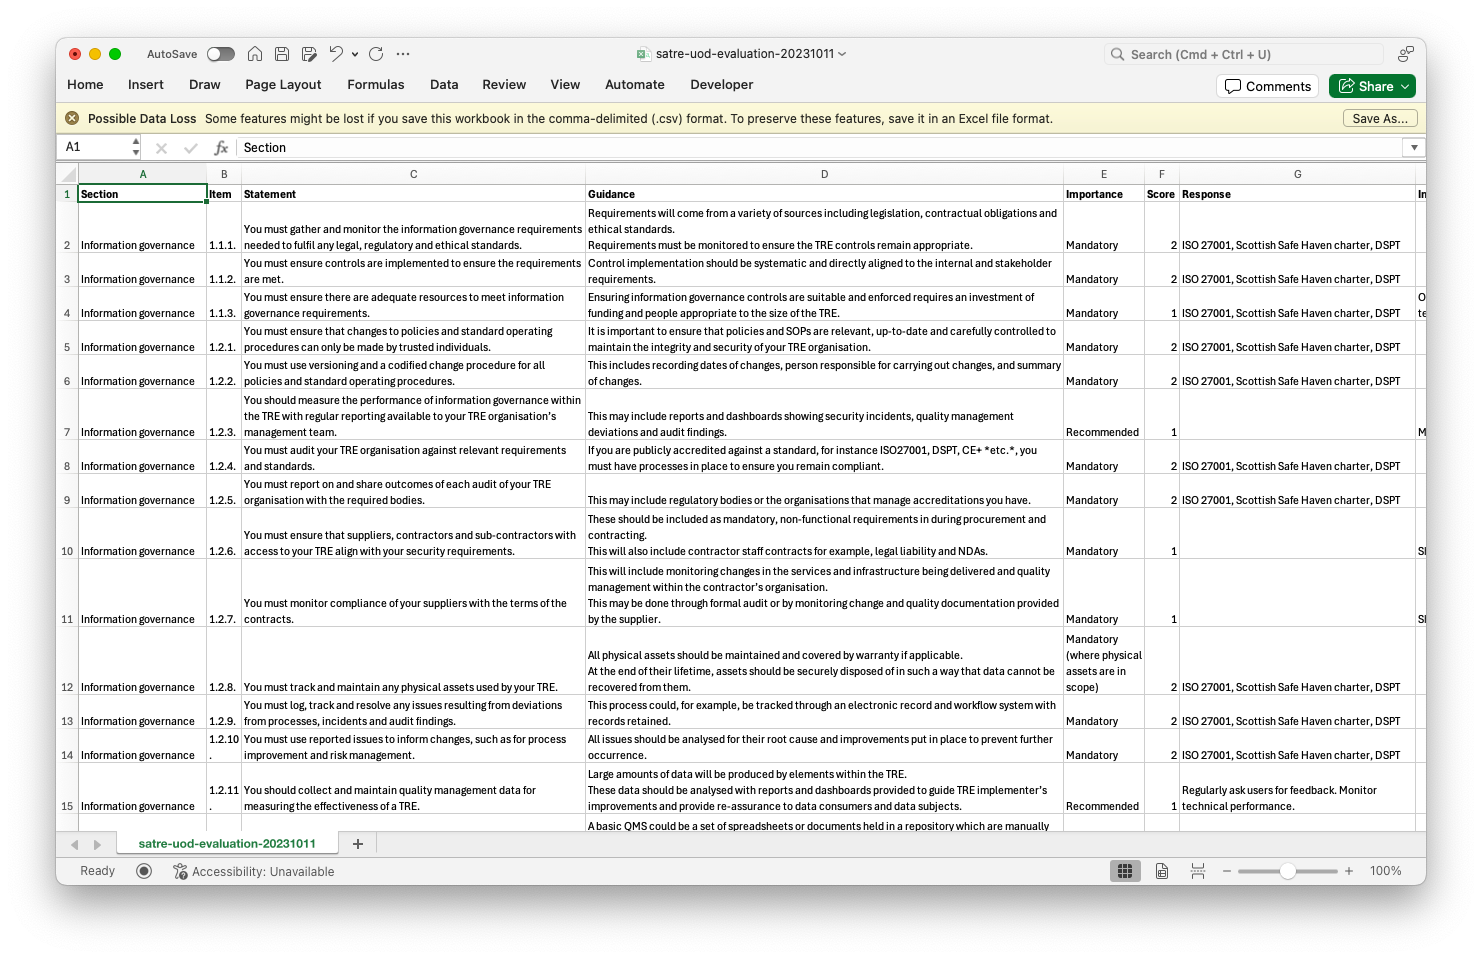 AutoSave
satre-uod-evaluation-20231011
Search (Cmd + Ctrl + U)
Home Insert Draw Page Layout Formulas Data Review View Automate Developer
Comments Share
Possible Data Loss Some features might be lost if you save this workbook in the comma-delimited (.csv) format. To preserve these features, save it in an Excel file format. Save As...
A1 fx Section
A B C D E F G
1 Section Item Statement Guidance Importance Score Response In
Requirements will come from a variety of sources including legislation, contractual obligations and
You must gather and monitor the information governance requirements ethical standards.
2 Information governance 1.1.1. needed to fulfil any legal, regulatory and ethical standards. Requirements must be monitored to ensure the TRE controls remain appropriate. Mandatory 2 ISO 27001, Scottish Safe Haven charter, DSPT
You must ensure controls are implemented to ensure the requirements Control implementation should be systematic and directly aligned to the internal and stakeholder
3 Information governance 1.1.2. are met. requirements. Mandatory 2 ISO 27001, Scottish Safe Haven charter, DSPT
You must ensure there are adequate resources to meet information Ensuring information governance controls are suitable and enforced requires an investment of O
4 Information governance 1.1.3. governance requirements. funding and people appropriate to the size of the TRE. Mandatory 1 ISO 27001, Scottish Safe Haven charter, DSPT te
You must ensure that changes to policies and standard operating It is important to ensure that policies and SOPs are relevant, up-to-date and carefully controlled to
5 Information governance 1.2.1. procedures can only be made by trusted individuals. maintain the integrity and security of your TRE organisation. Mandatory 2 ISO 27001, Scottish Safe Haven charter, DSPT
You must use versioning and a codified change procedure for all This includes recording dates of changes, person responsible for carrying out changes, and summary
6 Information governance 1.2.2. policies and standard operating procedures. of changes. Mandatory 2 ISO 27001, Scottish Safe Haven charter, DSPT
You should measure the performance of information governance within
the TRE with regular reporting available to your TRE organisation's This may include reports and dashboards showing security incidents, quality management
7 Information governance 1.2.3. management team. deviations and audit findings. Recommended 1 M
You must audit your TRE organisation against relevant requirements If you are publicly accredited against a standard, for instance ISO27001, DSPT, CE+ *etc.*, you
8 Information governance 1.2.4. and standards. must have processes in place to ensure you remain compliant. Mandatory 2 ISO 27001, Scottish Safe Haven charter, DSPT
You must report on and share outcomes of each audit of your TRE
9 Information governance 1.2.5. organisation with the required bodies. This may include regulatory bodies or the organisations that manage accreditations you have. Mandatory 2 ISO 27001, Scottish Safe Haven charter, DSPT
These should be included as mandatory, non-functional requirements in during procurement and
You must ensure that suppliers, contractors and sub-contractors with contracting.
10 Information governance 1.2.6. access to your TRE align with your security requirements. This will also include contractor staff contracts for example, legal liability and NDAs. Mandatory 1
This will include monitoring changes in the services and infrastructure being delivered and quality
management within the contractor's organisation.
You must monitor compliance of your suppliers with the terms of the This may be done through formal audit or by monitoring change and quality documentation provided
11 Information governance 1.2.7. contracts. by the supplier. Mandatory 1
Mandatory
All physical assets should be maintained and covered by warranty if applicable. (where physical
At the end of their lifetime, assets should be securely disposed of in such a way that data cannot be assets are in
12 Information governance 1.2.8. You must track and maintain any physical assets used by your TRE. recovered from them. scope) 2 ISO 27001, Scottish Safe Haven charter, DSPT
You must log, track and resolve any issues resulting from deviations This process could, for example, be tracked through an electronic record and workflow system with
13 Information governance 1.2.9. from processes, incidents and audit findings. records retained. Mandatory 2 ISO 27001, Scottish Safe Haven charter, DSPT
1.2.10 You must use reported issues to inform changes, such as for process All issues should be analysed for their root cause and improvements put in place to prevent further
14 Information governance . improvement and risk management. occurrence. Mandatory 2 ISO 27001, Scottish Safe Haven charter, DSPT
Large amounts of data will be produced by elements within the TRE.
1.2.11 You should collect and maintain quality management data for These data should be analysed with reports and dashboards provided to guide TRE implementer's Regularly ask users for feedback. Monitor
15 Information governance . measuring the effectiveness of a TRE. improvements and provide re-assurance to data consumers and data subjects. Recommended 1 technical performance.
A basic QMS could be a set of spreadsheets or documents held in a repository which are manually
satre-uod-evaluation-20231011 +
Ready Accessibility: Unavailable − + 100%